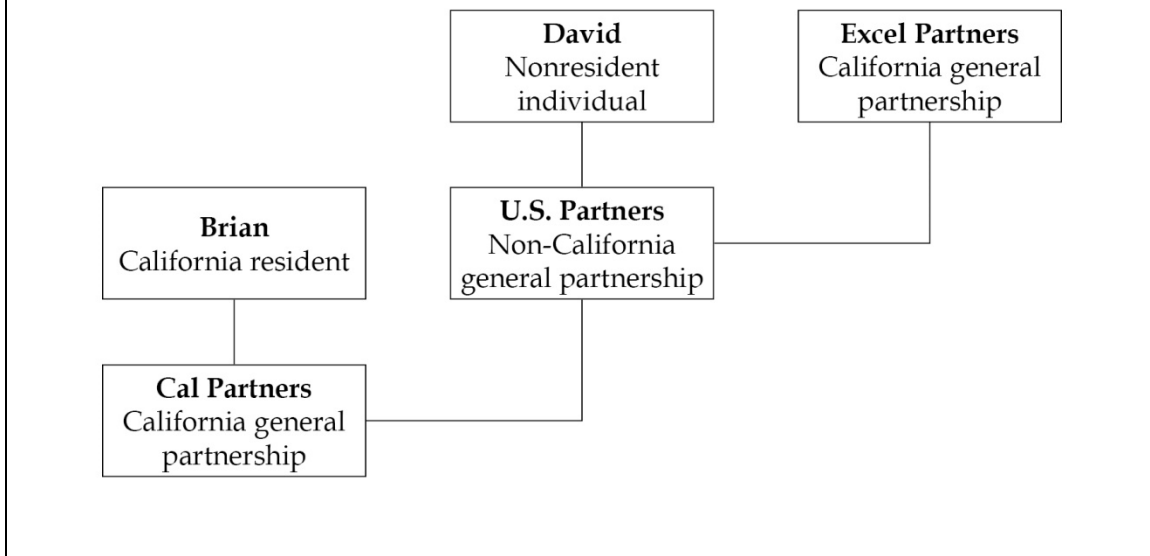 David
Nonresident
individual
Excel Partners
California general
partnership
Brian
California resident
U.S. Partners
Non-California
general partnership
Cal Partners
California general
partnership